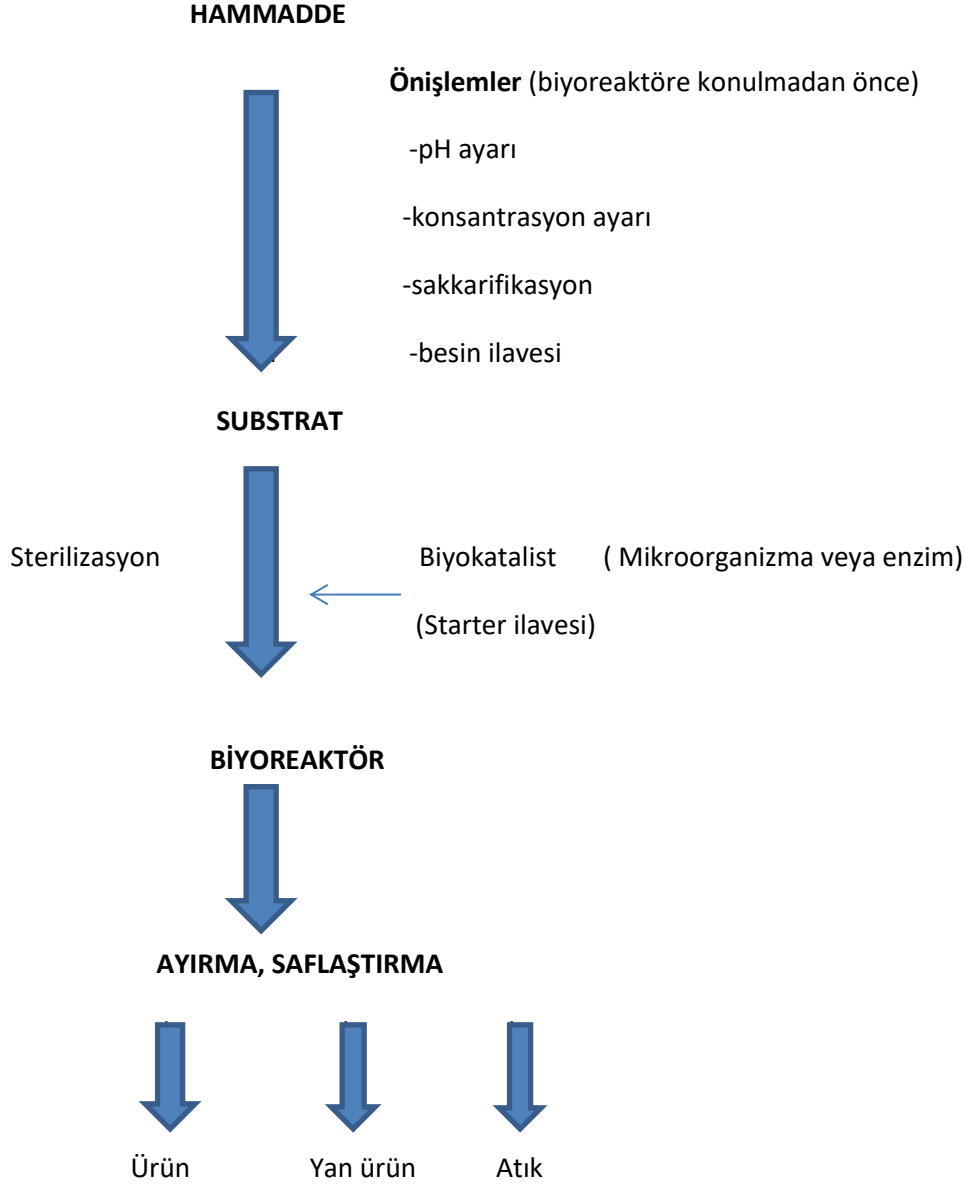 HAMMADDE
Önişlemler (biyoreaktöre konulmadan önce)
-pH ayarı
-konsantrasyon ayarı
-sakkarifikasyon
-besin ilavesi
SUBSTRAT
Sterilizasyon Biyokatalist ( Mikroorganizma veya enzim)
(Starter ilavesi)
BİYOREAKTÖR
AYIRMA, SAFLAŞTIRMA
Ürün Yan ürün Atık